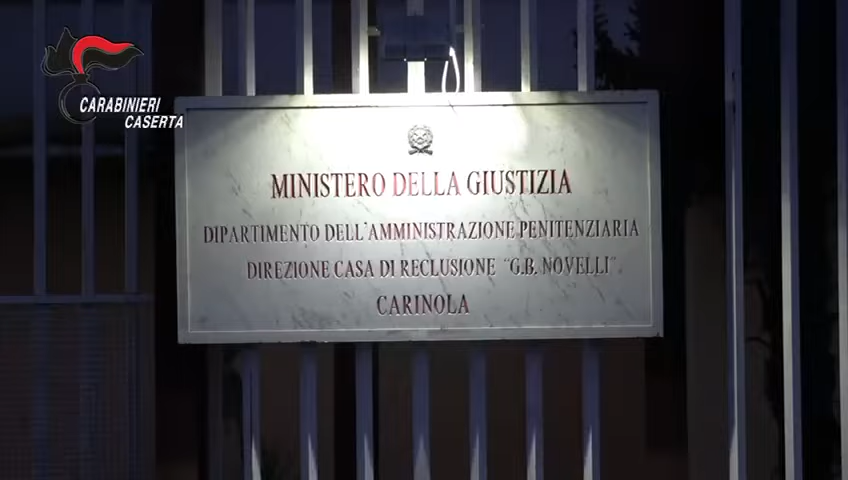 CARABINIERI
CASERTA
MINISTERO DELLA GIUSTIZIA
DIPARTIMENTO DELL'AMMINISTRAZIONE PENITENZIARIA
DIREZIONE CASA DI RECLUSIONE "G.B. NOVELLI"
CARINOLA